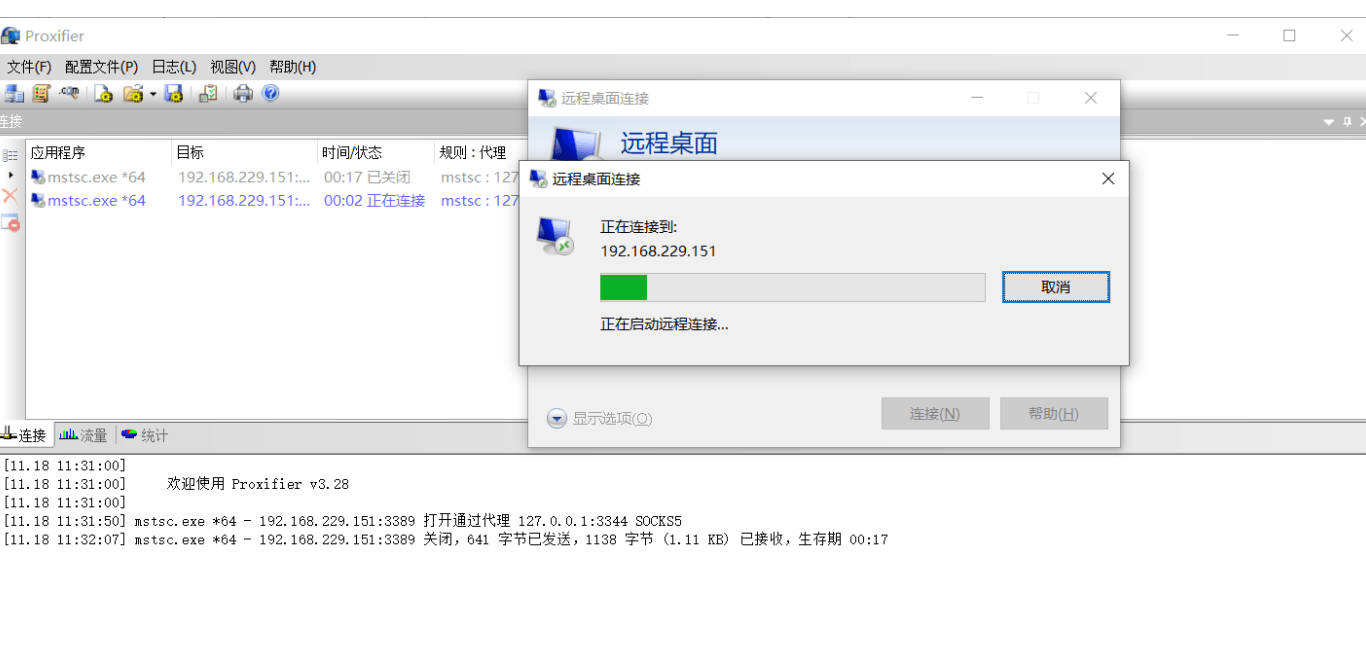 Proxifier
文件(F) 配置文件(P) 日志(L) 视图(V) 帮助(H)
连接
应用程序 目标 时间/状态 规则 : 代理
mstsc.exe *64 192.168.229.151:... 00:17 已关闭 mstsc : 127
mstsc.exe *64 192.168.229.151:... 00:02 正在连接 mstsc : 127
远程桌面连接
远程桌面
远程桌面连接
正在连接到:
192.168.229.151
取消
正在启动远程连接...
显示选项(O) 连接(N) 帮助(H)
连接 流量 统计
[11.18 11:31:00]
[11.18 11:31:00] 欢迎使用 Proxifier v3.28
[11.18 11:31:00]
[11.18 11:31:50] mstsc.exe *64 - 192.168.229.151:3389 打开通过代理 127.0.0.1:3344 SOCKS5
[11.18 11:32:07] mstsc.exe *64 - 192.168.229.151:3389 关闭，641 字节已发送，1138 字节 (1.11 KB) 已接收，生存期 00:17